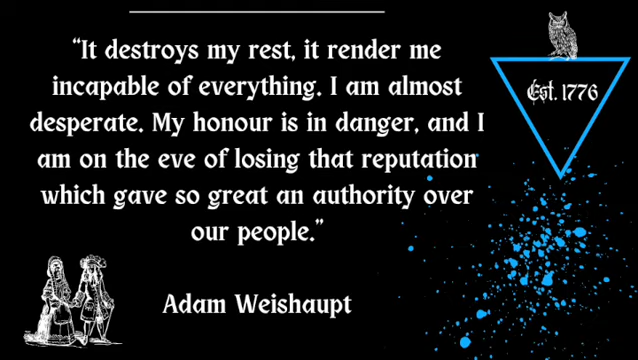 “It destroys my rest, it render me
incapable of everything. I am almost
desperate. My honour is in danger, and I
am on the eve of losing that reputation
which gave so great an authority over
our people.”
Adam Weishaupt
Est. 1776